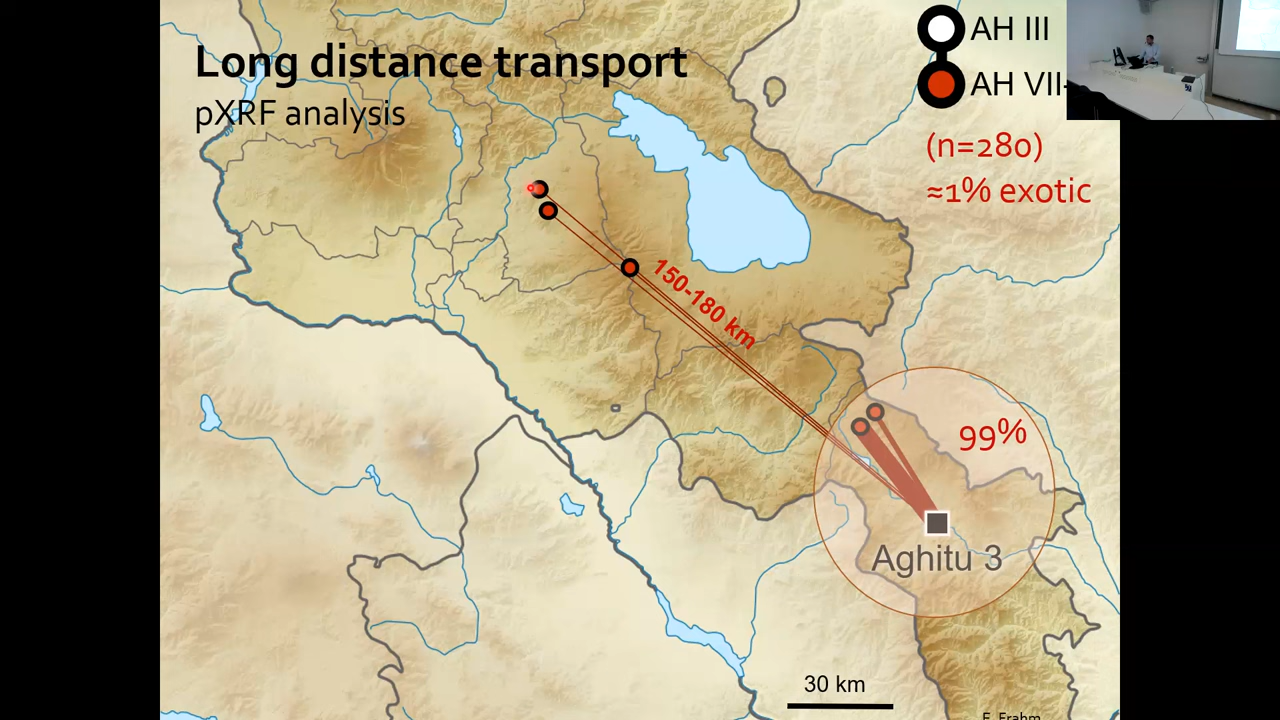 Long distance transport
pXRF analysis
AH III
AH VII-
(n=280)
≈1% exotic
150-180 km
99%
Aghitu 3
30 km
E. Frahm